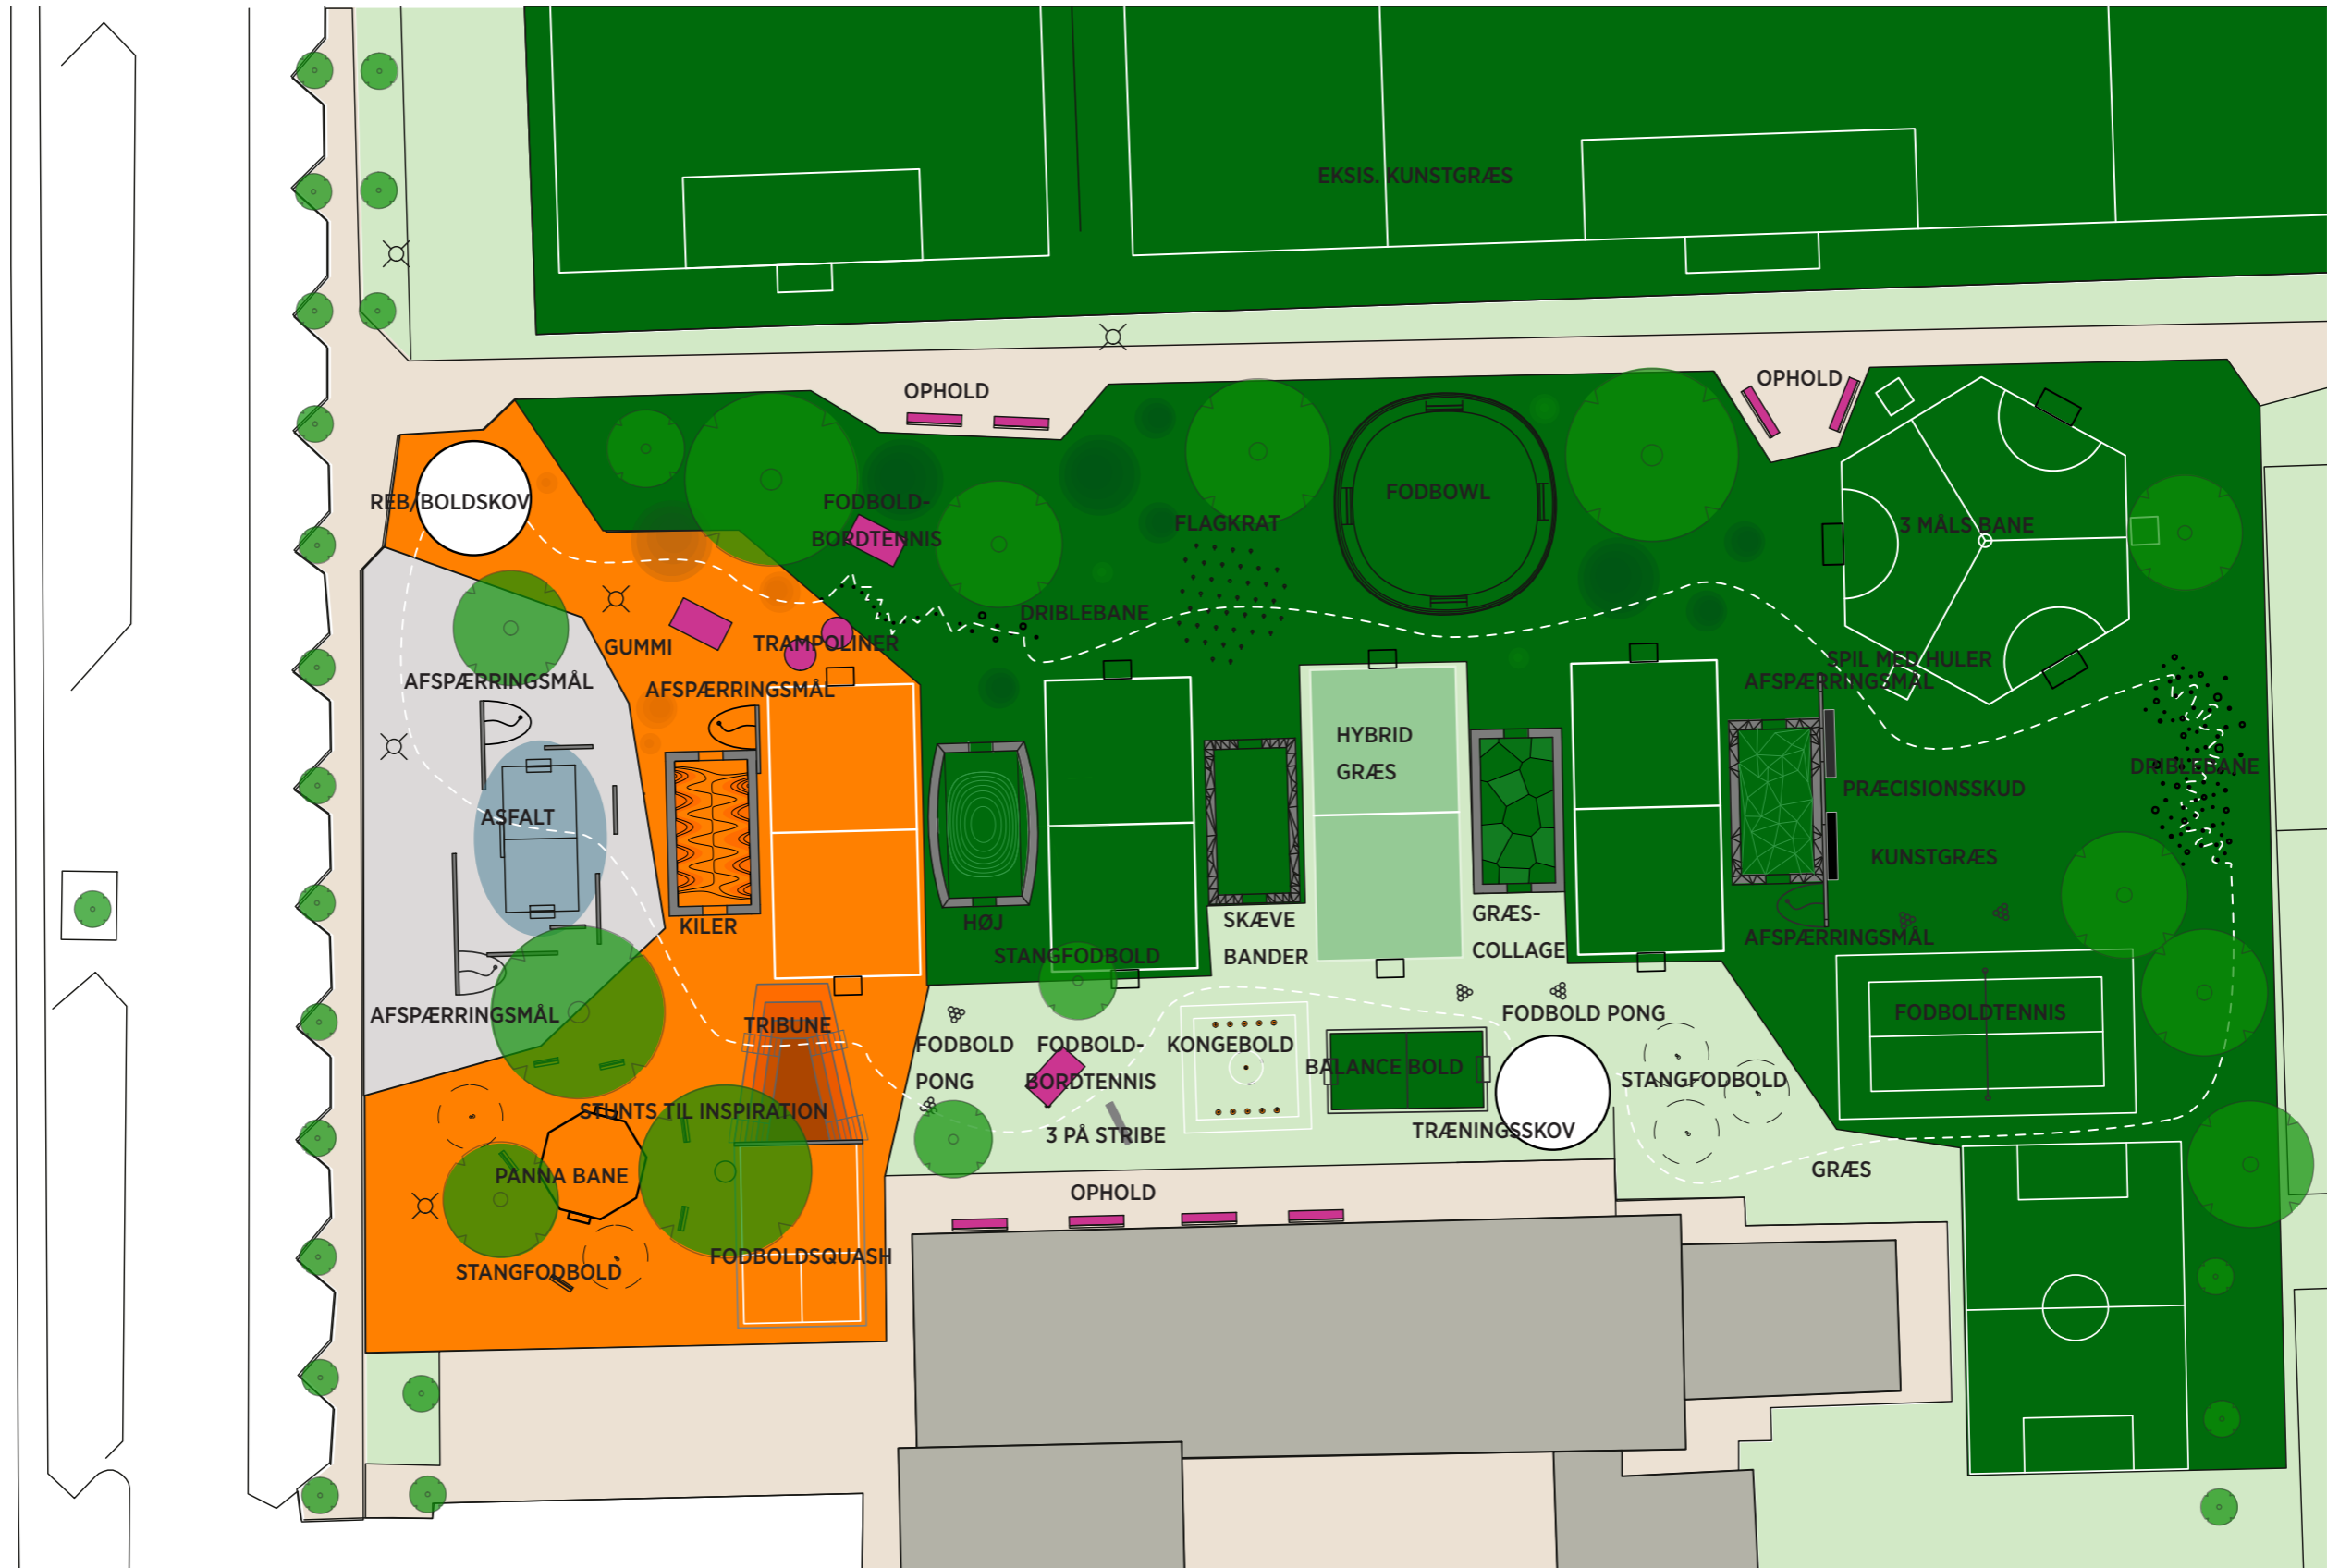 EKSIS. KUNSTGRÆS
OPHOLD
OPHOLD
REB/BOLDSKOV
FODBOLD-
BORDTENNIS
FLAGKRAT
FODBOWL
3 MÅLS BANE
DRIBLEBANE
GUMMI
TRAMPOLINER
AFSPÆRRINGSMÅL
AFSPÆRRINGSMÅL
SPIL MED HULER
AFSPÆRRINGSMÅL
HYBRID
GRÆS
DRIBLEBANE
PRÆCISIONSSKUD
ASFALT
KUNSTGRÆS
KILER
HØJ
SKÆVE
BANDER
GRÆS-
COLLAGE
AFSPÆRRINGSMÅL
STANGFODBOLD
AFSPÆRRINGSMÅL
TRIBUNE
FODBOLD PONG
FODBOLDTENNIS
FODBOLD
PONG
FODBOLD-
BORDTENNIS
KONGEBOLD
BALANCE BOLD
STANGFODBOLD
STUNTS TIL INSPIRATION
3 PÅ STRIBE
TRÆNINGSSKOV
PANNA BANE
GRÆS
OPHOLD
FODBOLDSQUASH
STANGFODBOLD